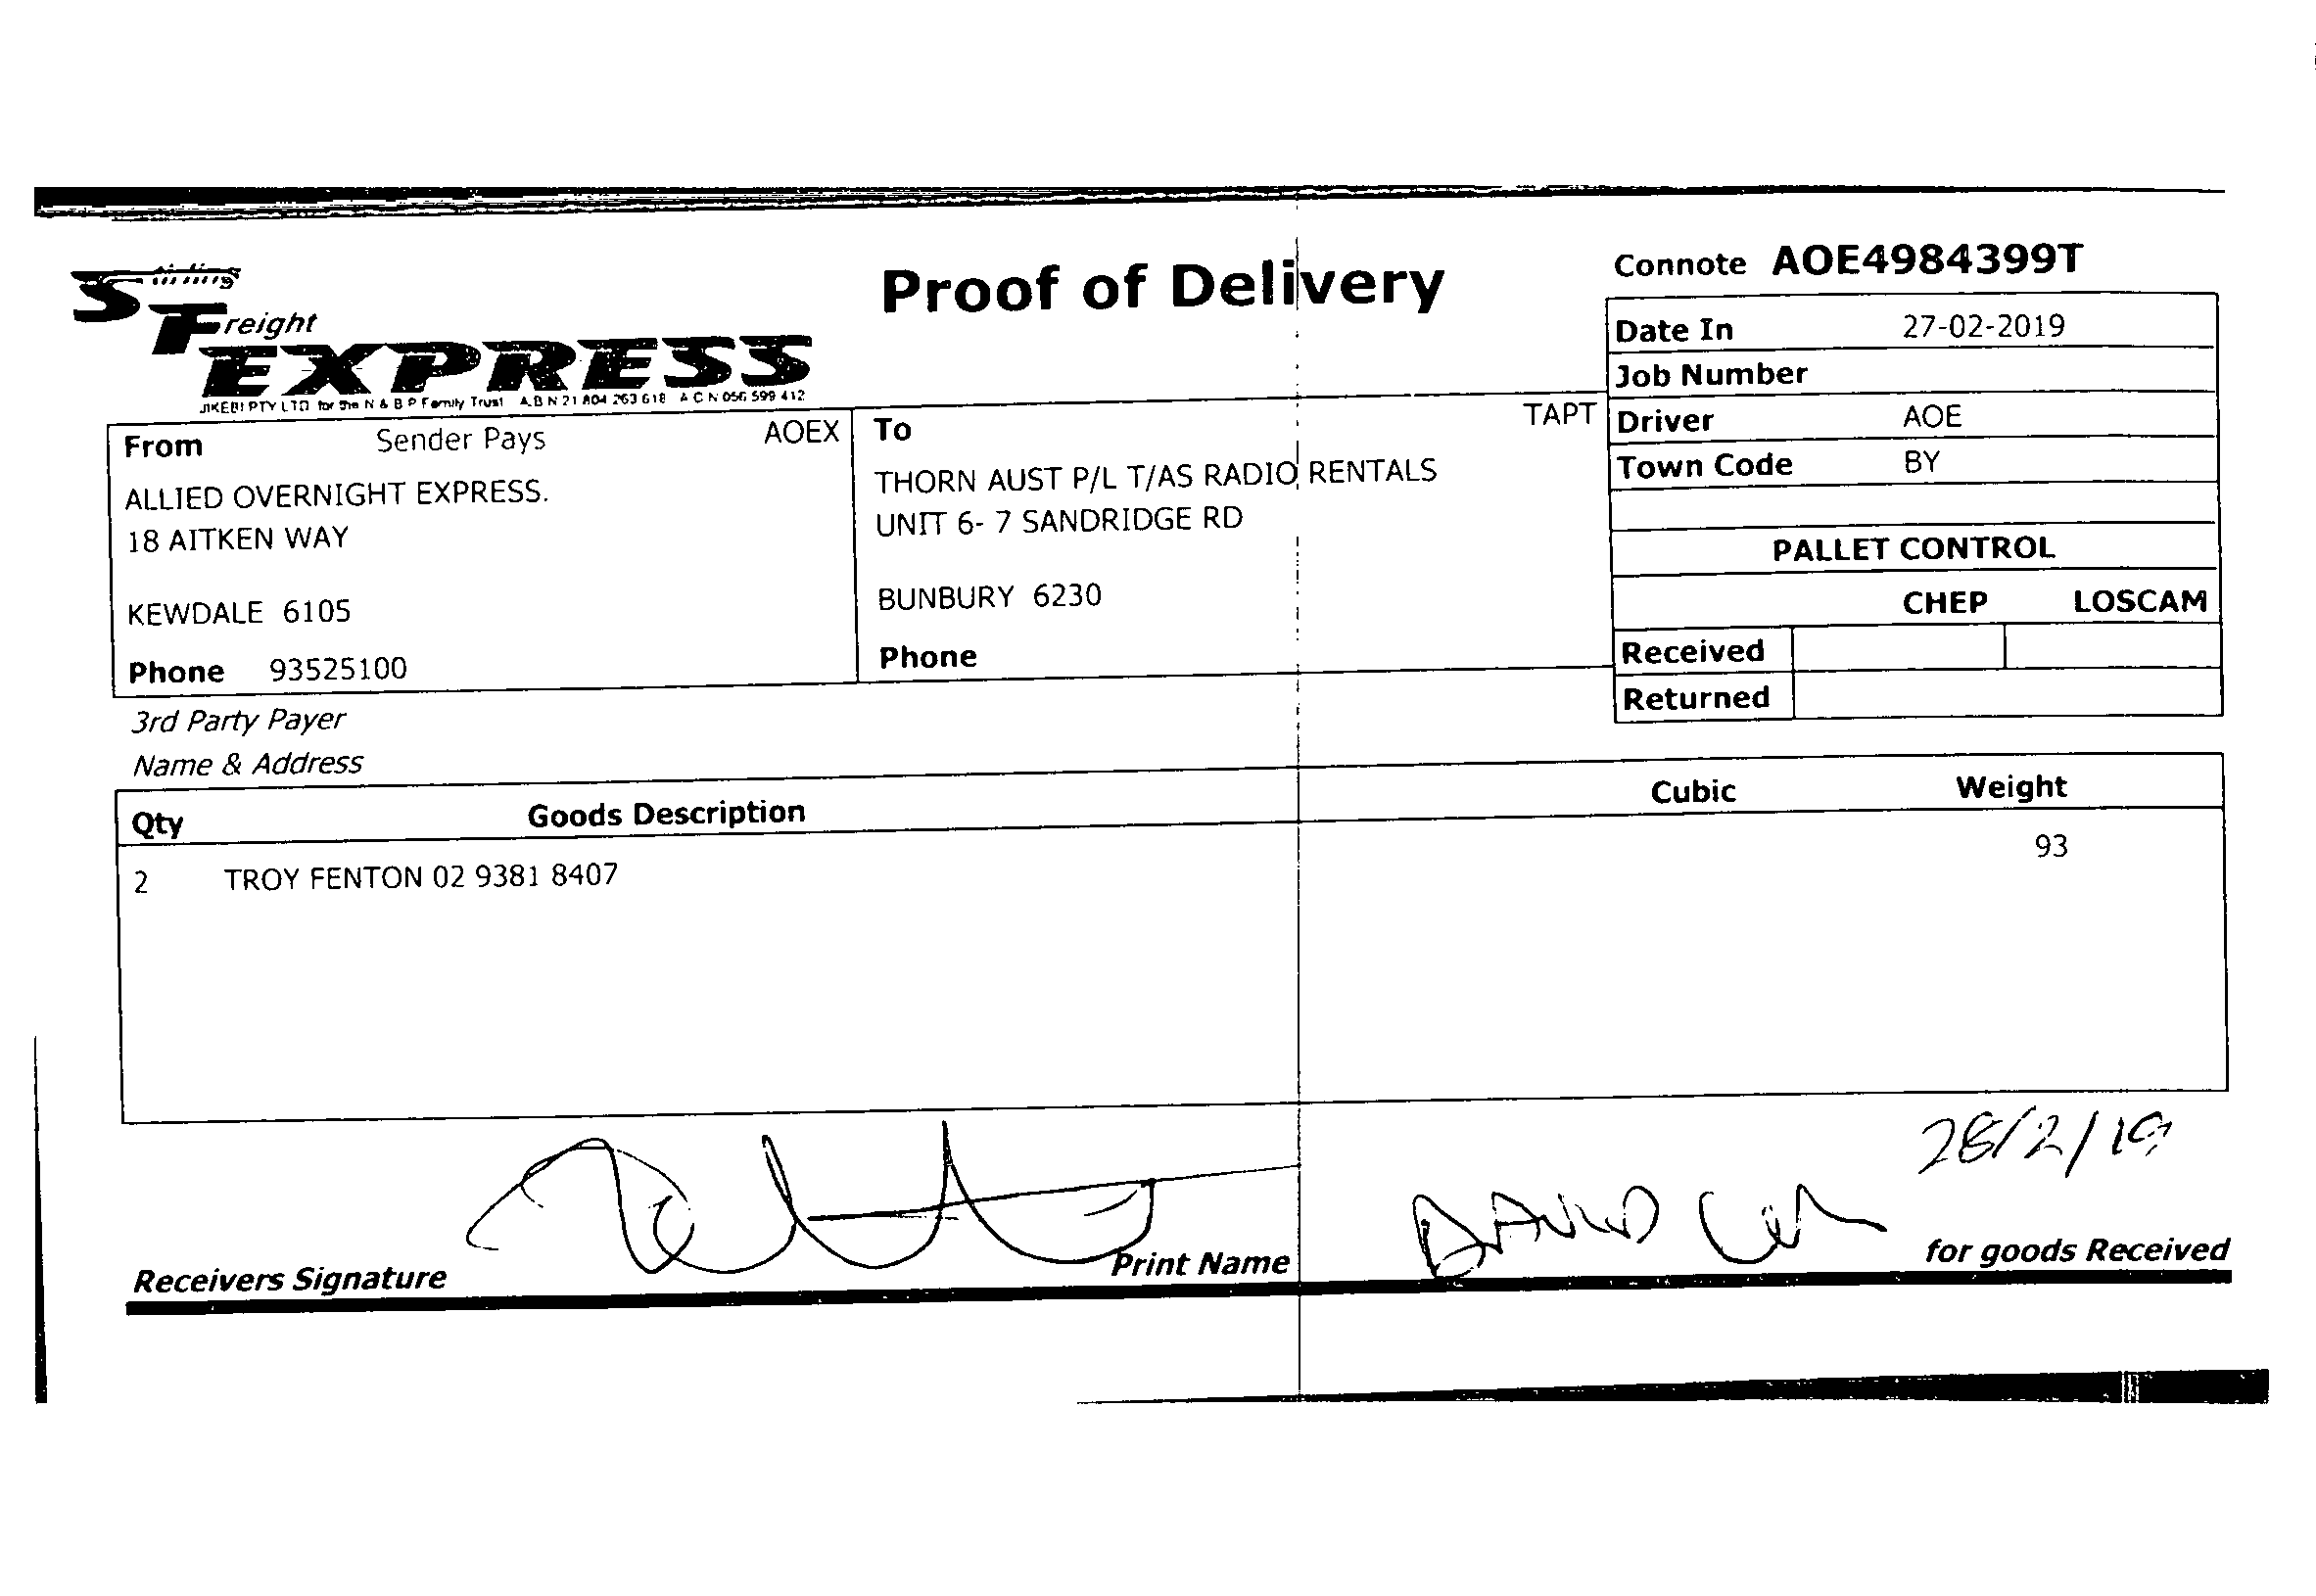 Proof of Delivery
Connote AOE4984399T
S Freight
EXPRESS
JIKEBI PTY LTD for the N & B P Family Trust A.B N 21 804 263 618 A C N 056 599 412
Date In 27-02-2019
Job Number
Driver AOE
Town Code BY
From Sender Pays AOEX
ALLIED OVERNIGHT EXPRESS.
18 AITKEN WAY
KEWDALE 6105
Phone 93525100
To TAPT
THORN AUST P/L T/AS RADIO RENTALS
UNIT 6- 7 SANDRIDGE RD
BUNBURY 6230
Phone
PALLET CONTROL
CHEP LOSCAM
Received
Returned
3rd Party Payer
Name & Address
Qty Goods Description Cubic Weight
2 TROY FENTON 02 9381 8407 93
28/2/19
Receivers Signature Print Name DAVID for goods Received